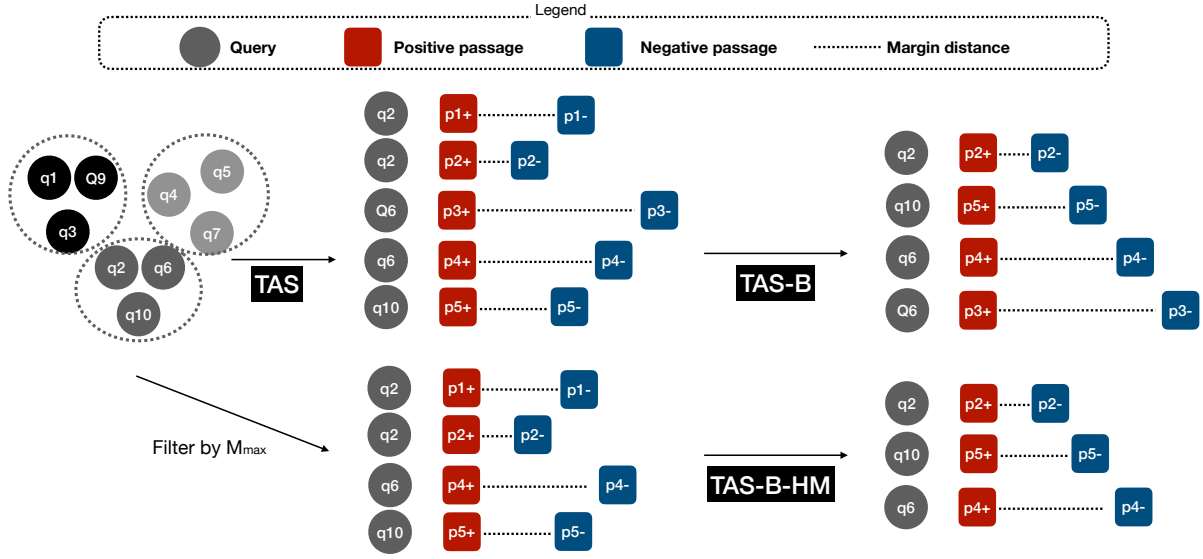 Legend
Query
Positive passage
Negative passage
Margin distance
q1
Q9
q3
q5
q4
q7
q2
q6
q10
TAS
q2 p1+ p1-
q2 p2+ p2-
Q6 p3+ p3-
q6 p4+ p4-
q10 p5+ p5-
TAS-B
q2 p2+ p2-
q10 p5+ p5-
q6 p4+ p4-
Q6 p3+ p3-
Filter by Mmax
q2 p1+ p1-
q2 p2+ p2-
q6 p4+ p4-
q10 p5+ p5-
TAS-B-HM
q2 p2+ p2-
q10 p5+ p5-
q6 p4+ p4-